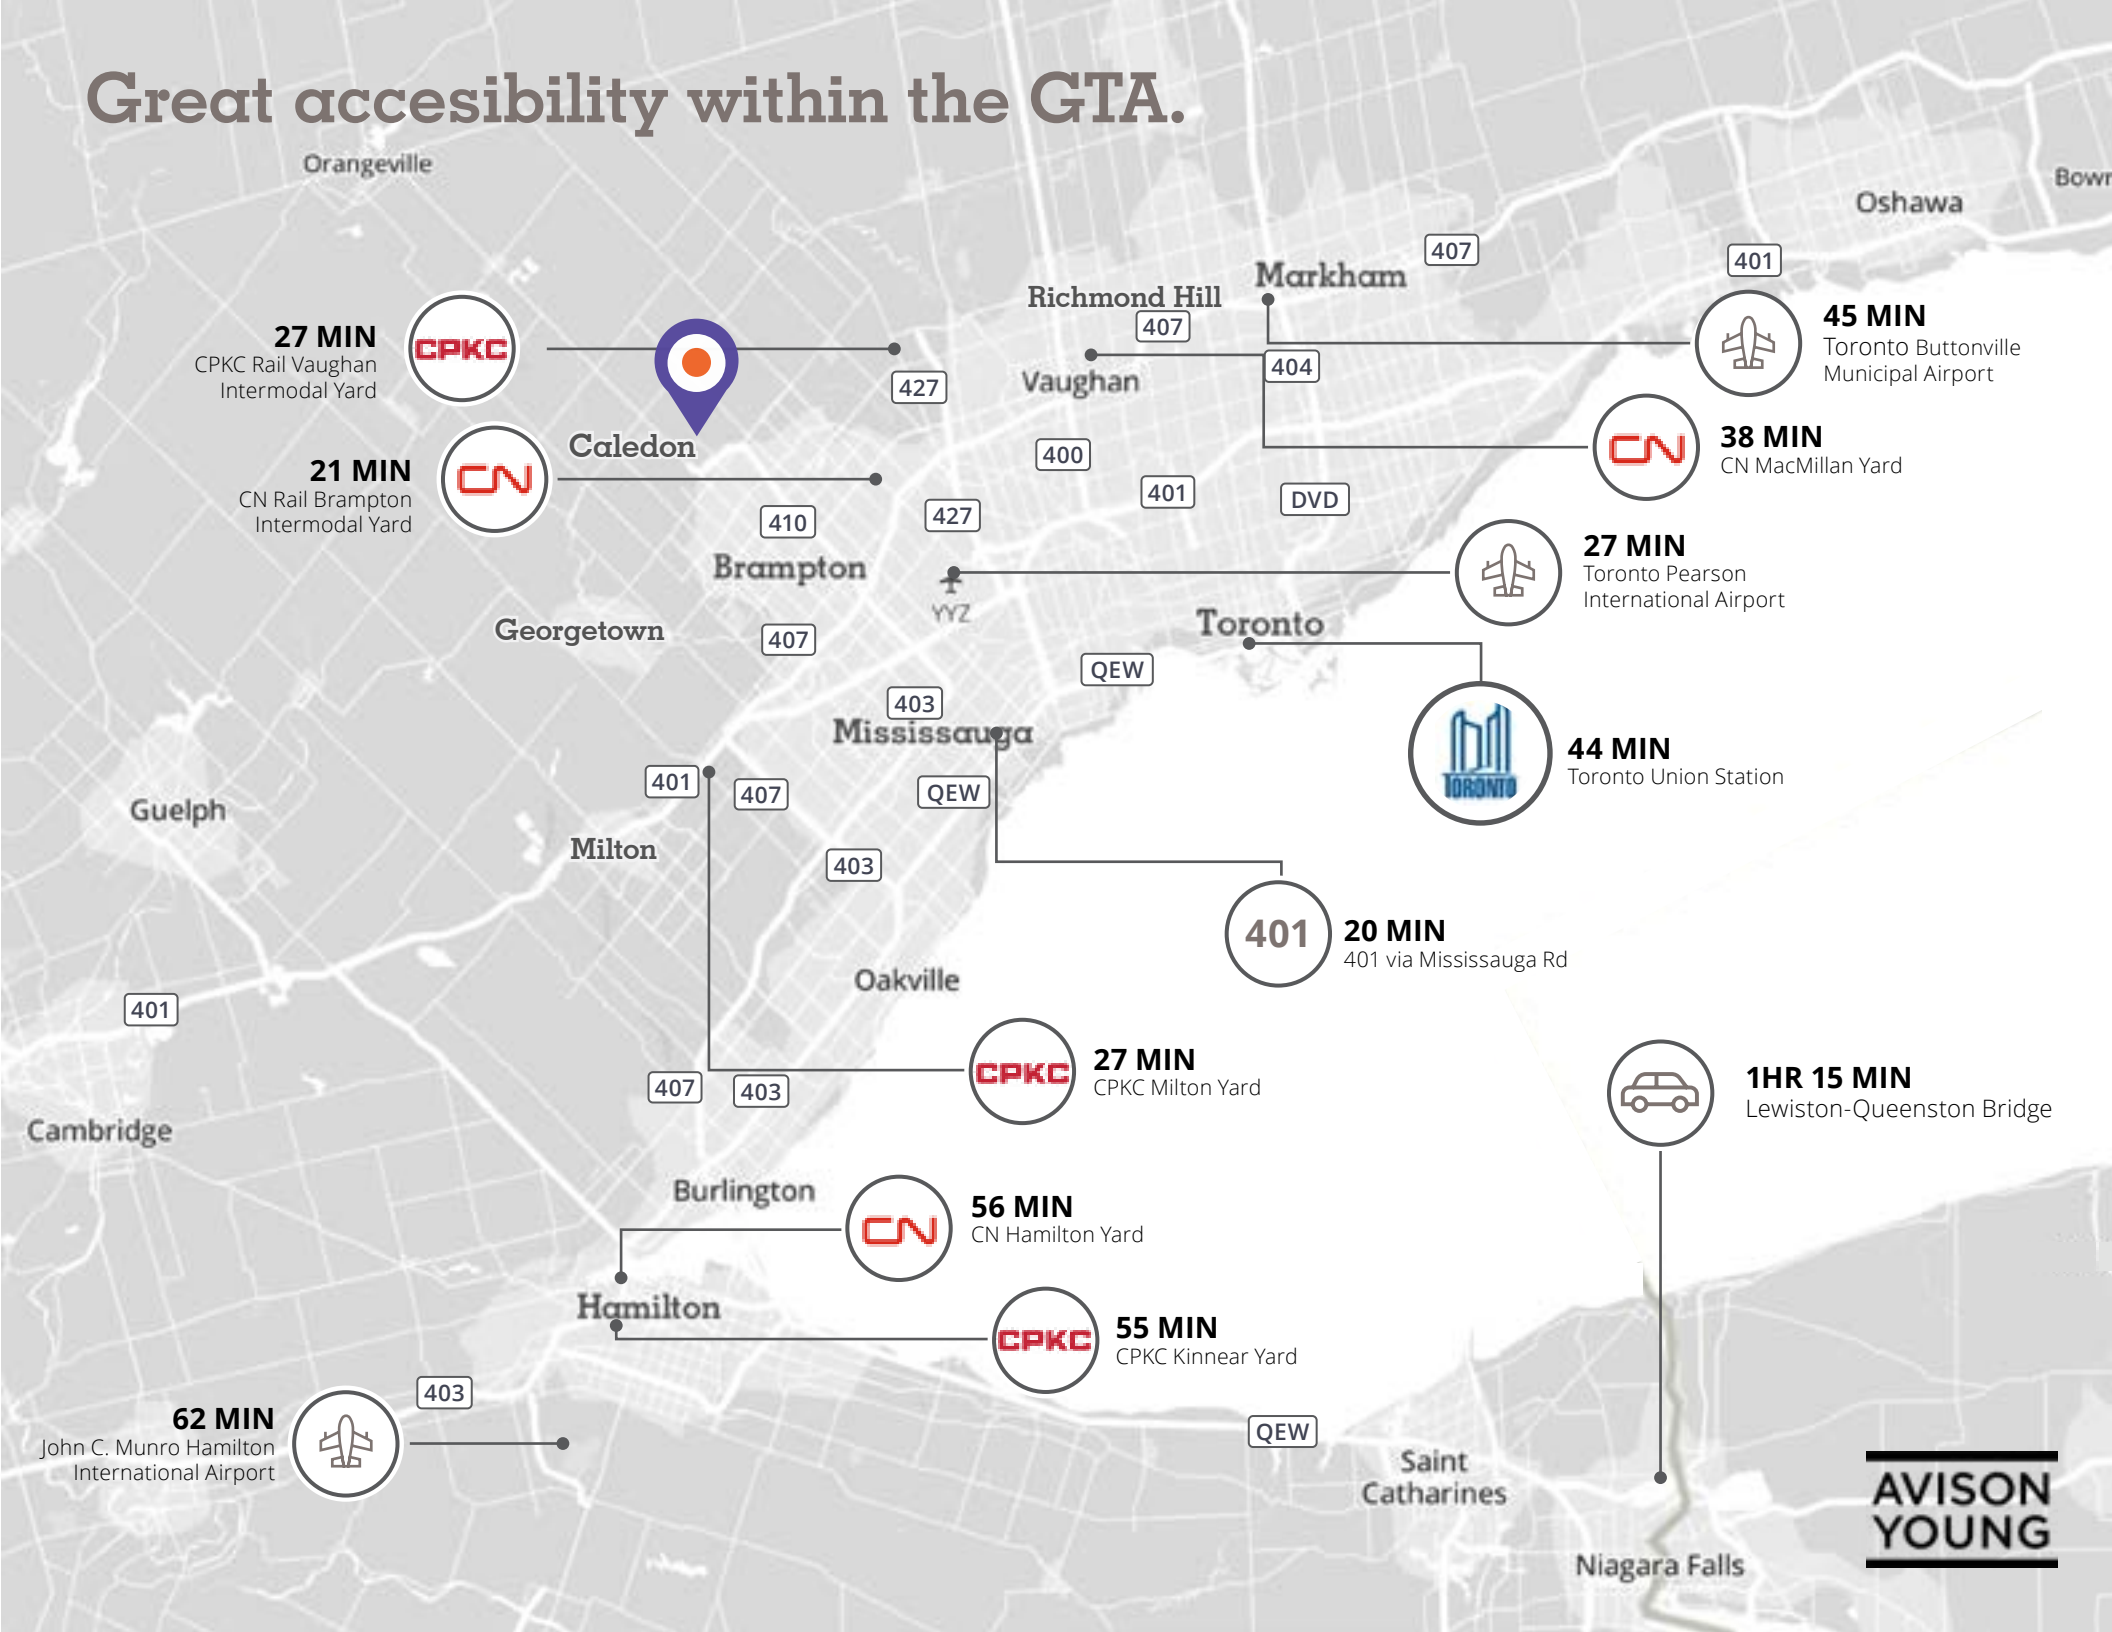 Great accesibility within the GTA.
Orangeville
Bowr
Oshawa
407
Markham
401
Richmond Hill
407
45 MIN
Toronto Buttonville
Municipal Airport
27 MIN
CPKC Rail Vaughan
Intermodal Yard
CPKC
427
Vaughan
404
38 MIN
CN MacMillan Yard
CN
Caledon
400
21 MIN
CN Rail Brampton
Intermodal Yard
CN
401
DVD
410
427
27 MIN
Toronto Pearson
International Airport
Brampton
YYZ
Georgetown
407
Toronto
QEW
403
Mississauga
TORONTO
44 MIN
Toronto Union Station
401
407
QEW
Guelph
Milton
403
401
20 MIN
401 via Mississauga Rd
Oakville
401
CPKC
27 MIN
CPKC Milton Yard
407
403
1HR 15 MIN
Lewiston-Queenston Bridge
Cambridge
Burlington
CN
56 MIN
CN Hamilton Yard
Hamilton
CPKC
55 MIN
CPKC Kinnear Yard
403
62 MIN
John C. Munro Hamilton
International Airport
QEW
Saint
Catharines
Niagara Falls
AVISON
YOUNG